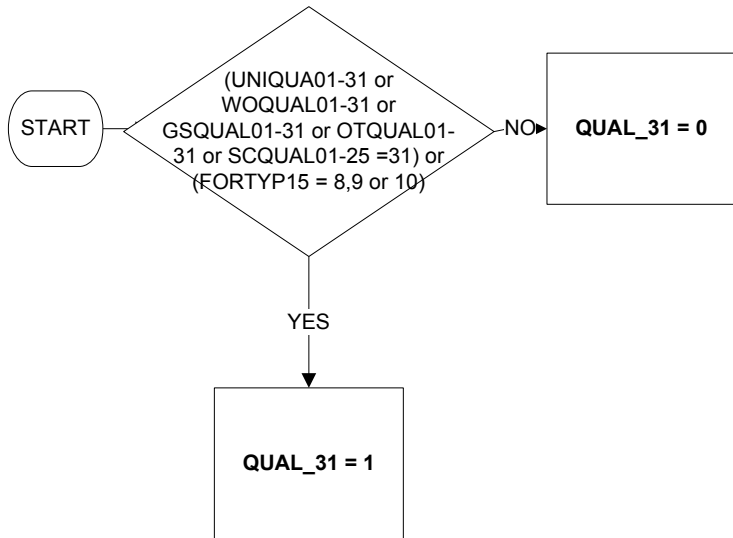 (UNIQUA01-31 or
WOQUAL01-31 or
GSQUAL01-31 or OTQUAL01-
31 or SCQUAL01-25 =31) or
(FORTYP15 = 8,9 or 10)
START
NO
QUAL_31 = 0
YES
QUAL_31 = 1